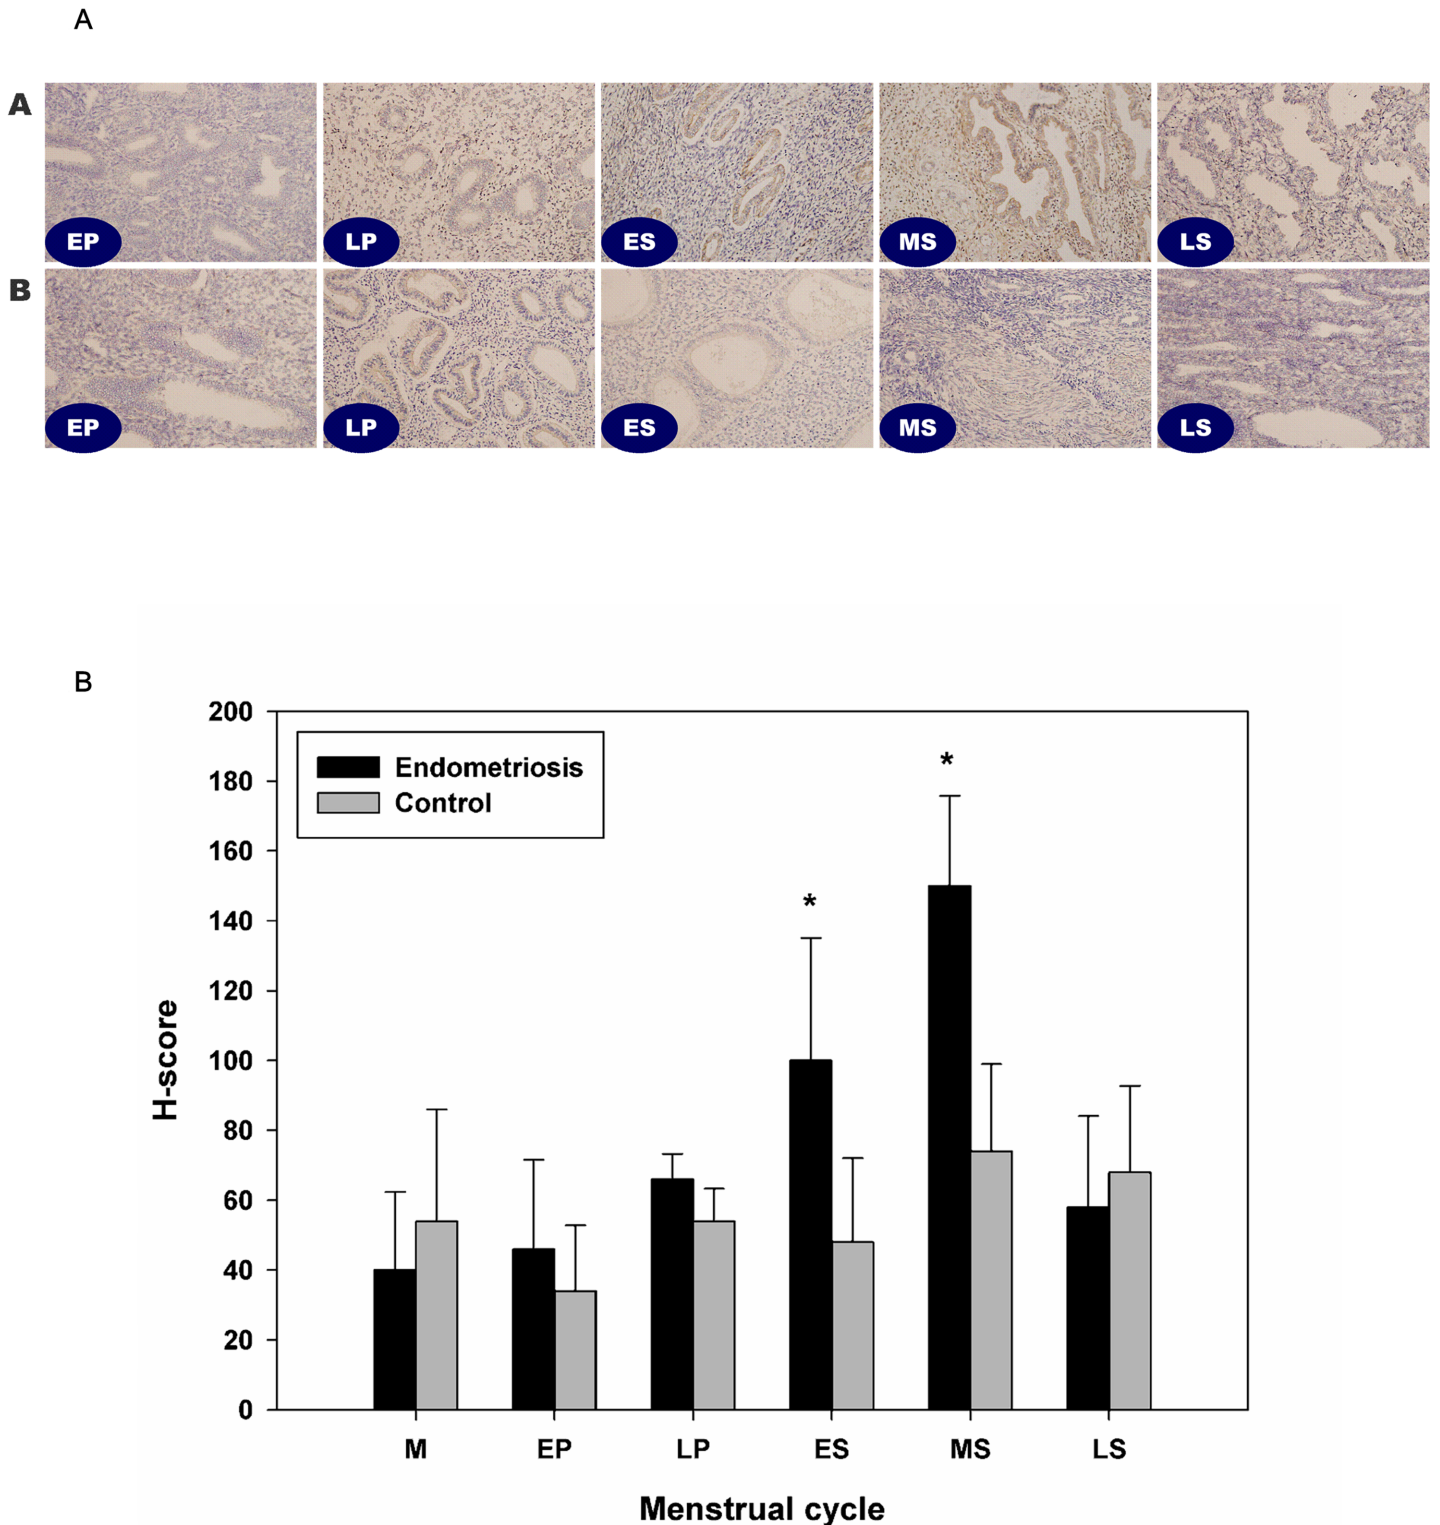 A
A
EP LP ES MS LS
B
EP LP ES MS LS
B
200
180
160
140
120
100
80
60
40
20
0
H-score
Endometriosis
Control
*
*
M EP LP ES MS LS
Menstrual cycle